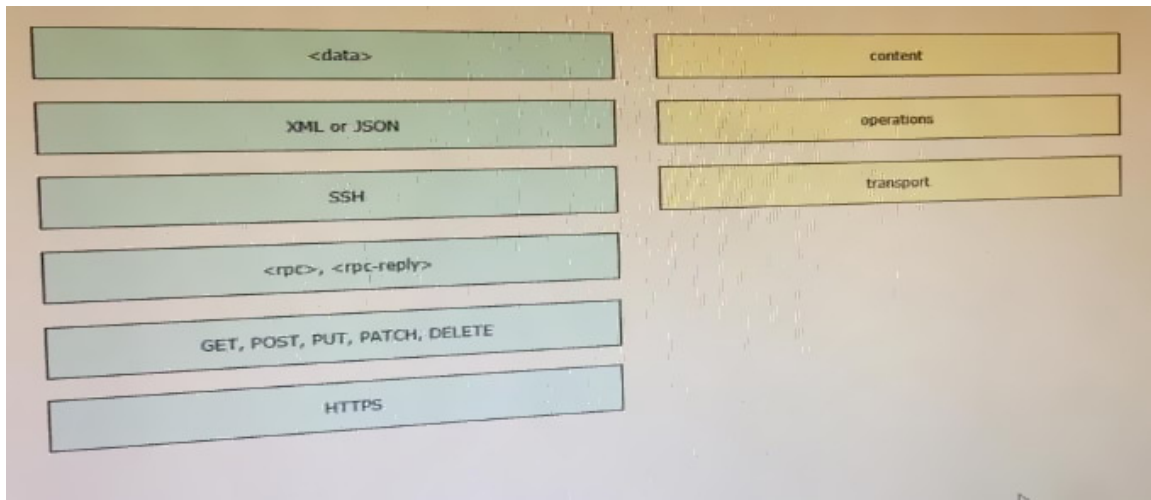 <data>
XML or JSON
SSH
<rpc>, <rpc-reply>
GET, POST, PUT, PATCH, DELETE
HTTPS
content
operations
transport